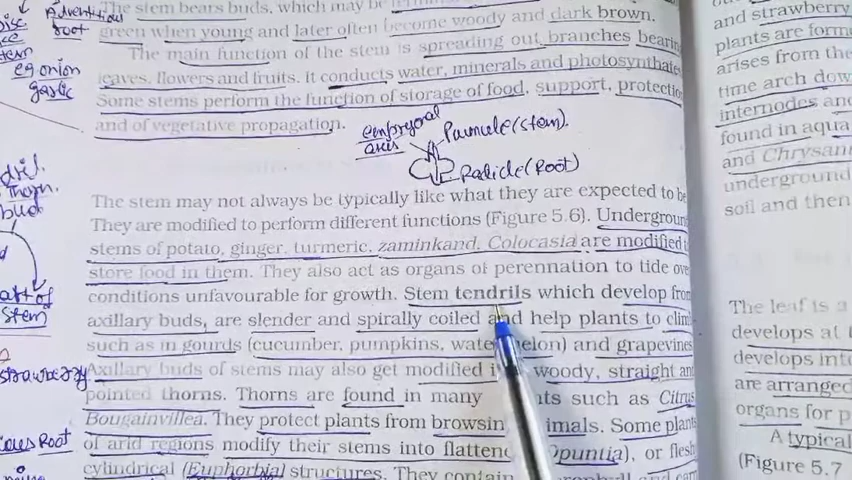 The stem bears buds, which may be
green when young and later often become woody and dark brown.
The main function of the stem is spreading out branches bearing
leaves, flowers and fruits. It conducts water, minerals and photosynthates.
Some stems perform the function of storage of food, support, protection
and of vegetative propagation.
embryonal
axis
Pumule (stem).
Radicle (Root)
The stem may not always be typically like what they are expected to be.
They are modified to perform different functions (Figure 5.6). Underground
stems of potato, ginger, turmeric, zaminkand, Colocasia are modified
store food in them. They also act as organs of perennation to tide over
conditions unfavourable for growth. Stem tendrils which develop from
axillary buds, are slender and spirally coiled and help plants to climb
such as in gourds (cucumber, pumpkins, and grapevines.
Axillary buds of stems may also get modified woody, straight and
pointed thorns. Thorns are found in many such as Citrus,
Bougainvillea. They protect plants from browsing animals. Some plants
of arid regions modify their stems into (Opuntia), or fleshy
cylindrical (Euphorbia) structures. They contain
root
stem
eg onion
garlic
Thorn.
bud
Part of
stem
strawberry
Root
and strawberry
plants are
arises from the
time arch down
internodes and
found in
and
underground
soil and then
The leaf is a
develops at
develops into
are arranged
organs for
A typical
(Figure 5.7